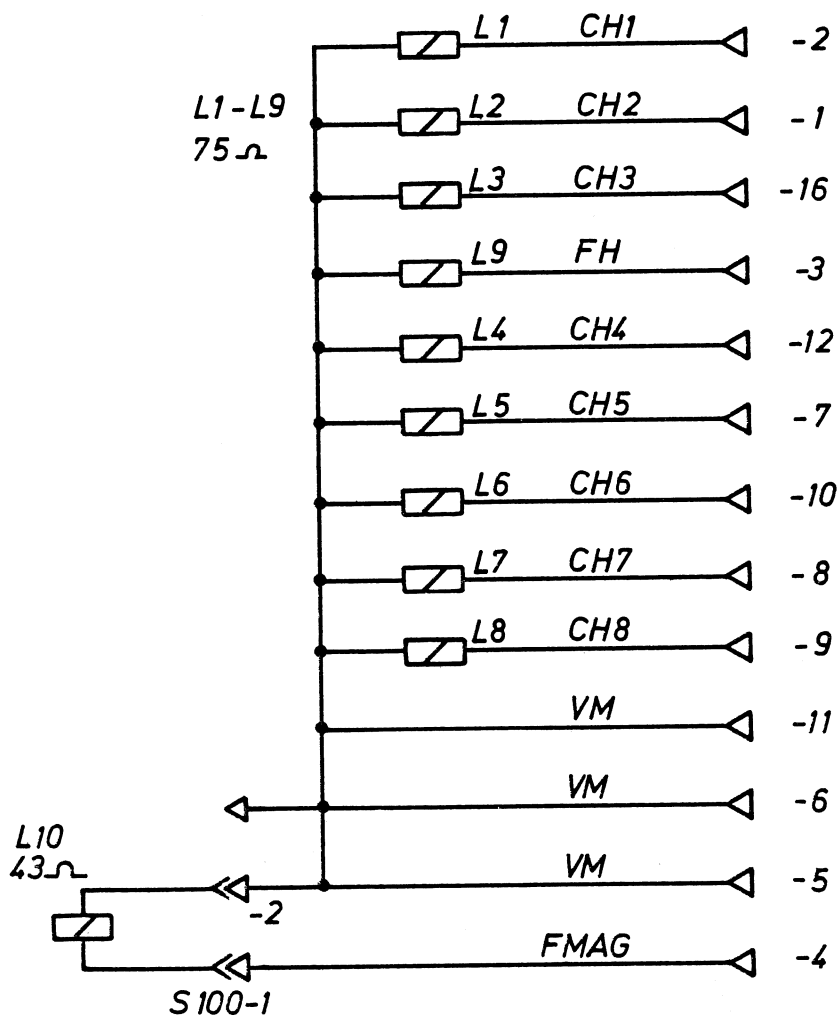 L1 CH1 -2
L1-L9
75Ω
L2 CH2 -1
L3 CH3 -16
L9 FH -3
L4 CH4 -12
L5 CH5 -7
L6 CH6 -10
L7 CH7 -8
L8 CH8 -9
VM -11
VM -6
L10
43Ω
VM -5
-2
FMAG -4
S100-1